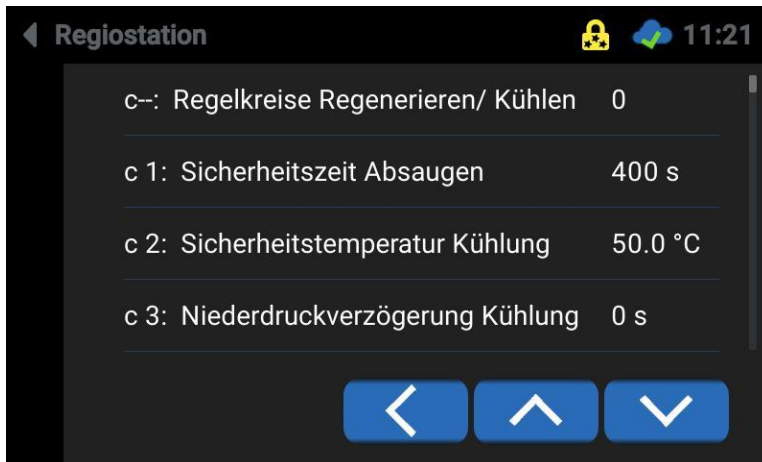 Regiostation 11:21
c--: Regelkreise Regenerieren/ Kühlen 0
c 1: Sicherheitszeit Absaugen 400 s
c 2: Sicherheitstemperatur Kühlung 50.0 °C
c 3: Niederdruckverzögerung Kühlung 0 s